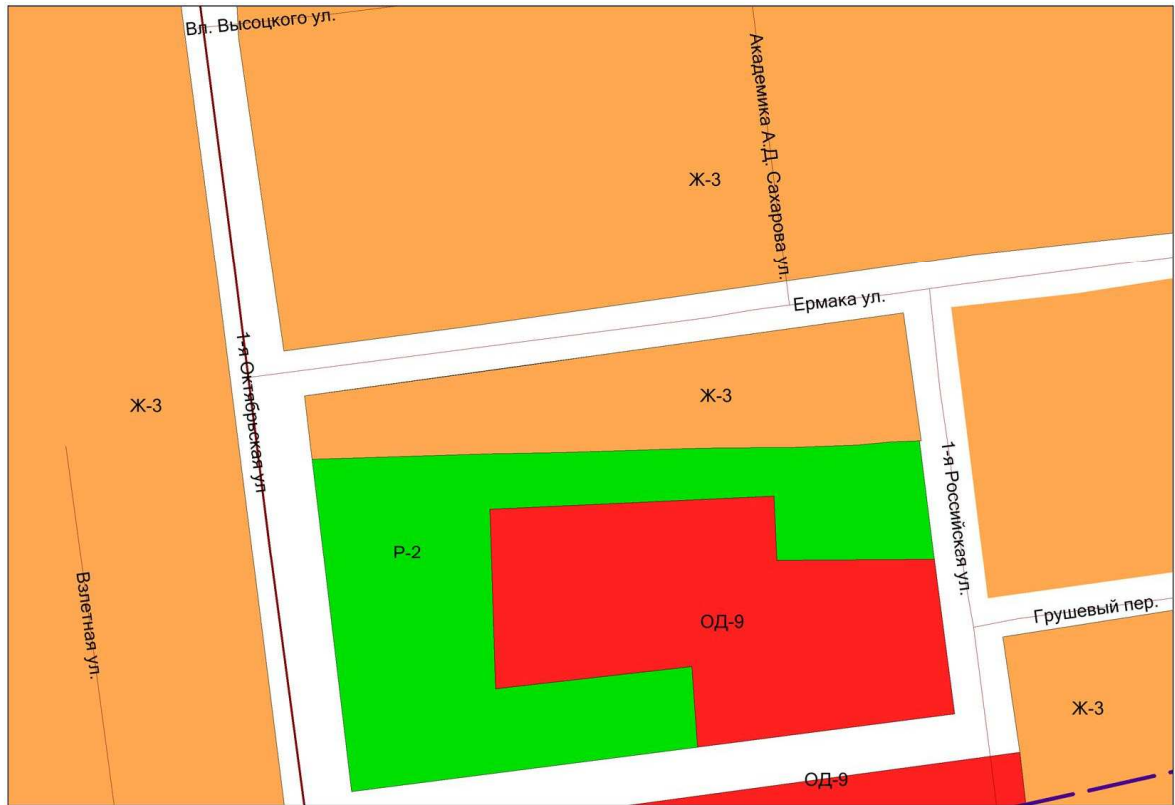 Вл. Высоцкого ул.
Академика А.Д. Сахарова ул.
Ж-3
Ермака ул.
1-я Октябрьская ул
Ж-3
Ж-3
1-я Российская ул.
Р-2
Взлетная ул.
ОД-9
Грушевый пер.
Ж-3
ОД-9